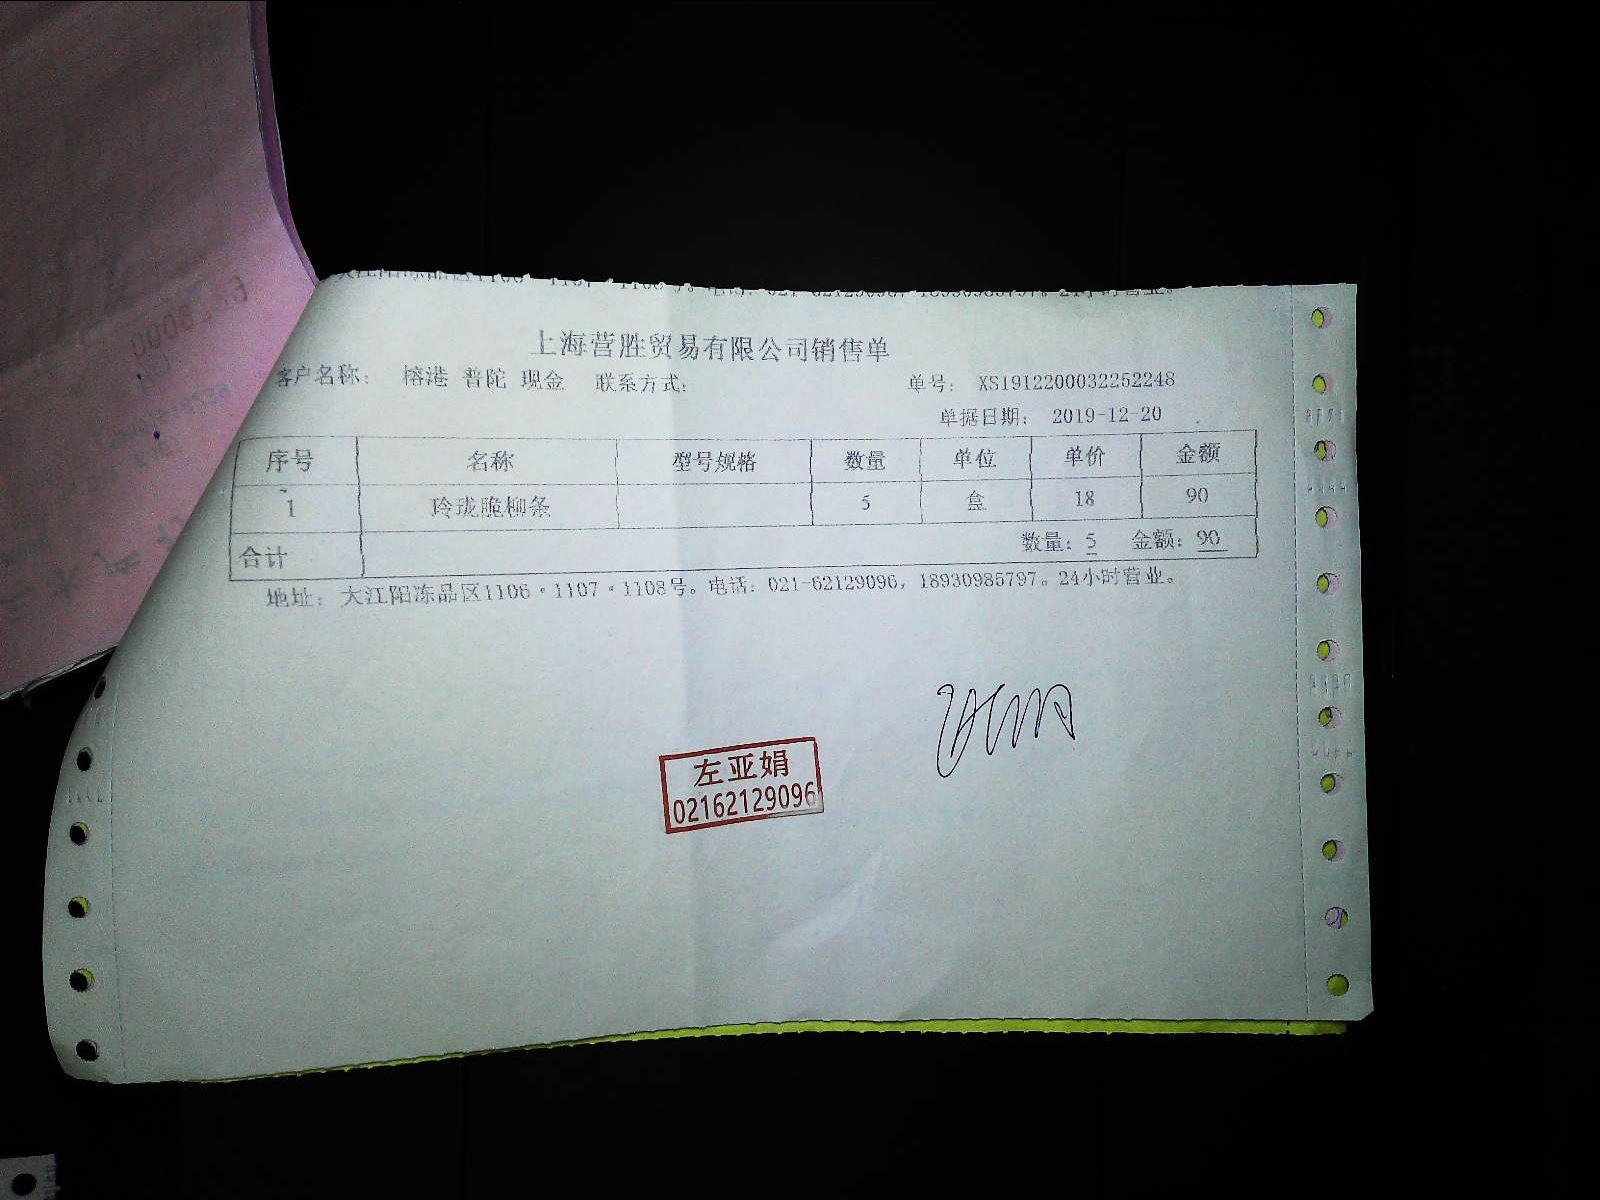 上海营胜贸易有限公司销售单
客户名称： 榕港 普陀 现金 联系方式： 单号： XS1912200032252248
单据日期： 2019-12-20
序号 名称 型号规格 数量 单位 单价 金额
1 玲珑脆柳条 5 盒 18 90
合计 数量：5 金额：90
地址： 大江阳冻品区1106·1107·1108号。电话：021-62129096，18930985797。24小时营业。
左亚娟
02162129096